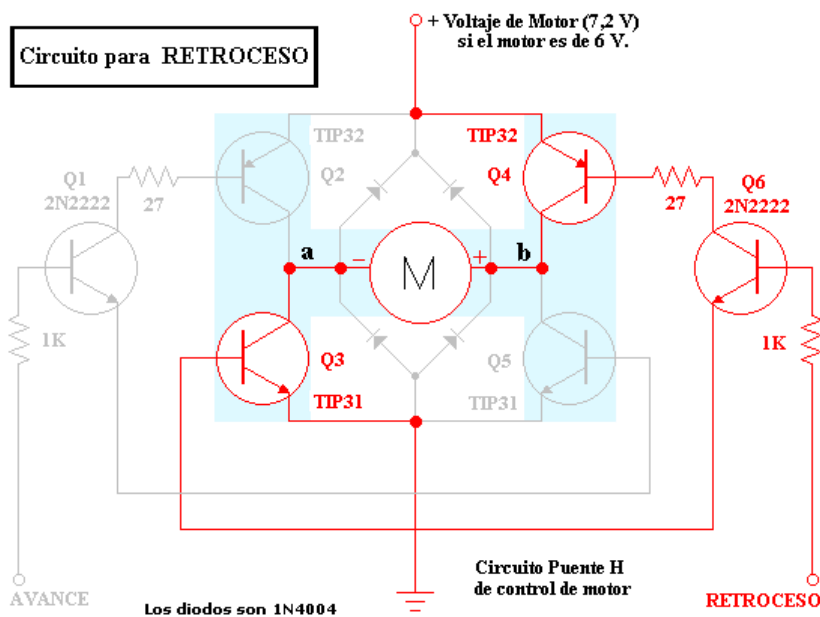 + Voltaje de Motor (7,2 V)
si el motor es de 6 V.
Circuito para RETROCESO
TIP32
TIP32
Q1
2N2222
Q2
Q4
Q6
2N2222
27
27
a
b
−
+
M
1K
Q3
Q5
1K
TIP31
TIP31
Circuito Puente H
de control de motor
AVANCE
Los diodos son 1N4004
RETROCESO